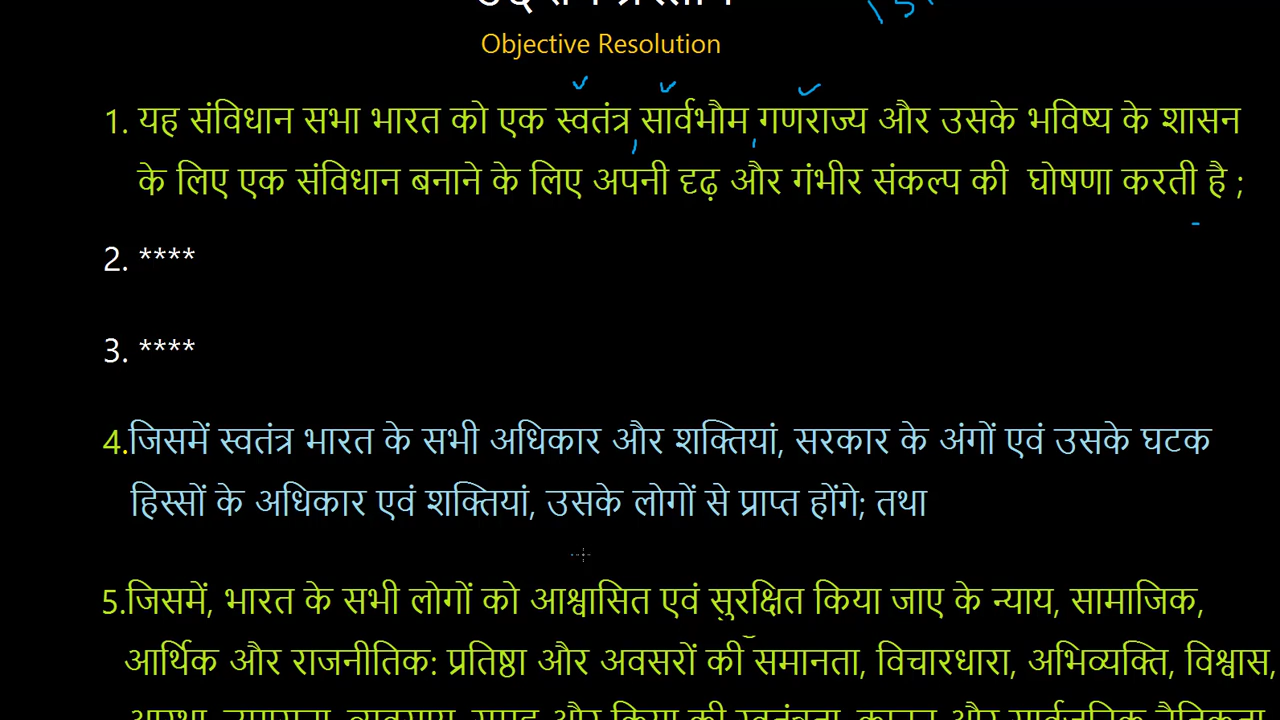 Objective Resolution
1. यह संविधान सभा भारत को एक स्वतंत्र सार्वभौम गणराज्य और उसके भविष्य के शासन
के लिए एक संविधान बनाने के लिए अपनी दृढ़ और गंभीर संकल्प की घोषणा करती है ;
2. ****
3. ****
4.जिसमें स्वतंत्र भारत के सभी अधिकार और शक्तियां, सरकार के अंगों एवं उसके घटक
हिस्सों के अधिकार एवं शक्तियां, उसके लोगों से प्राप्त होंगे; तथा
5.जिसमें, भारत के सभी लोगों को आश्वासित एवं सुरक्षित किया जाए के न्याय, सामाजिक,
आर्थिक और राजनीतिक: प्रतिष्ठा और अवसरों की समानता, विचारधारा, अभिव्यक्ति, विश्वास,